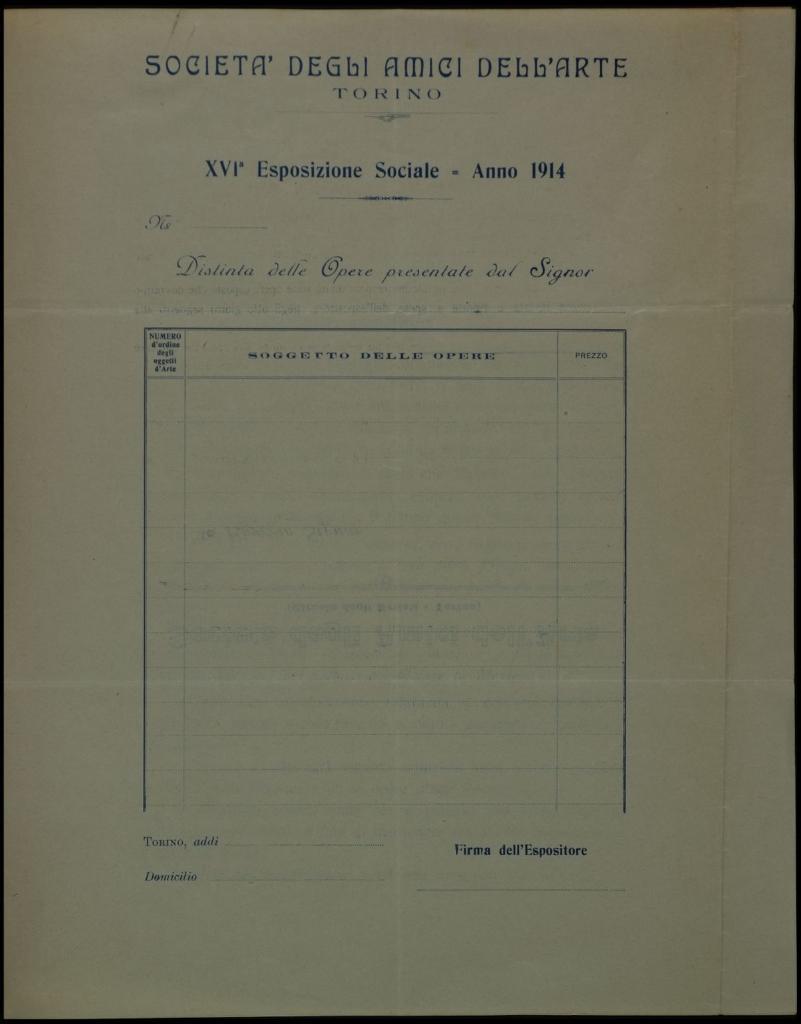 SOCIETA' DEGLI AMICI DELL'ARTE
TORINO
XVIª Esposizione Sociale - Anno 1914
No
Distinta delle Opere presentate dal Signor
NUMERO
d'ordine
degli
oggetti
d'Arte
SOGGETTO DELLE OPERE
PREZZO
TORINO, addì
Firma dell'Espositore
Domicilio